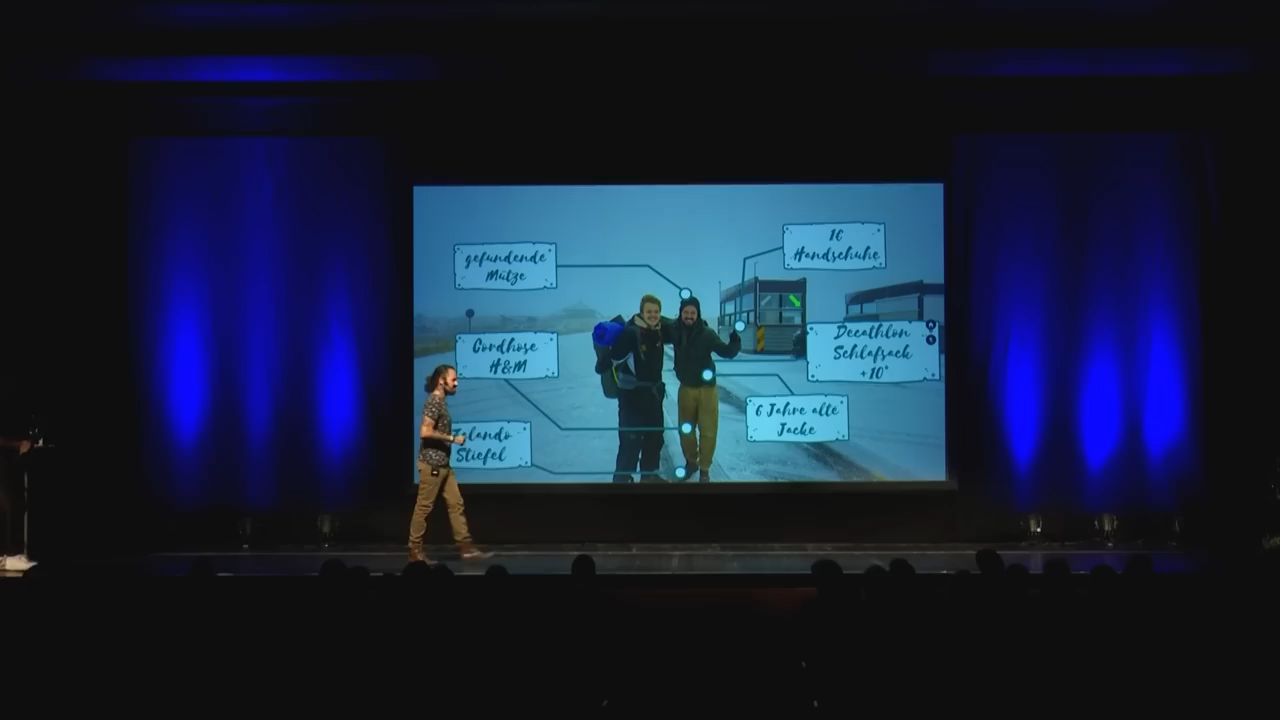 gefundende
Mütze
1€
Handschuhe
Cordhose
H&M
Decathlon
Schlafsack
+10°
6 Jahre alte
Jacke
Stiefel